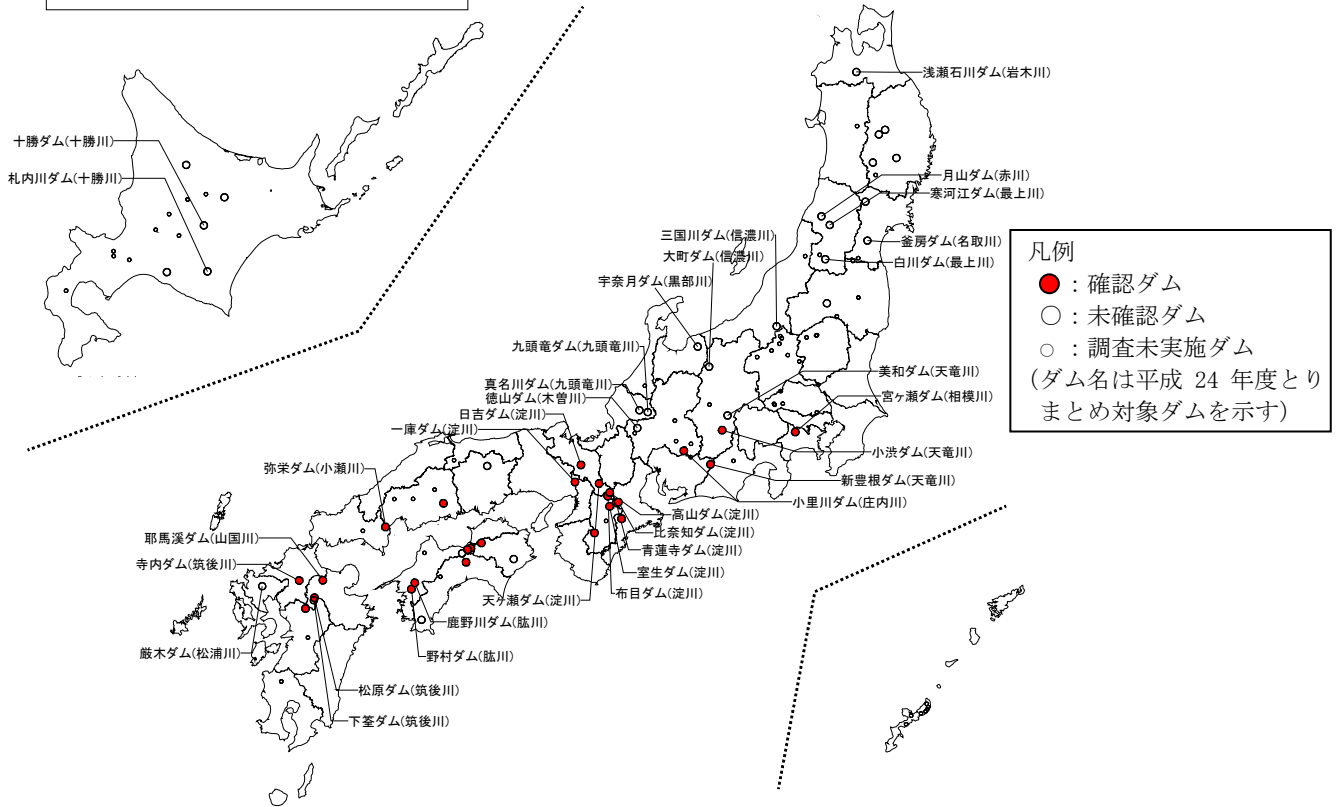 浅瀬石川ダム(岩木川)
十勝ダム(十勝川)
札内川ダム(十勝川)
月山ダム(赤川)
寒河江ダム(最上川)
三国川ダム(信濃川)
大町ダム(信濃川)
釜房ダム(名取川)
白川ダム(最上川)
宇奈月ダム(黒部川)
九頭竜ダム(九頭竜川)
真名川ダム(九頭竜川)
徳山ダム(木曽川)
日吉ダム(淀川)
一庫ダム(淀川)
美和ダム(天竜川)
宮ヶ瀬ダム(相模川)
弥栄ダム(小瀬川)
小渋ダム(天竜川)
新豊根ダム(天竜川)
小里川ダム(庄内川)
耶馬溪ダム(山国川)
寺内ダム(筑後川)
高山ダム(淀川)
比奈知ダム(淀川)
青蓮寺ダム(淀川)
室生ダム(淀川)
布目ダム(淀川)
天ヶ瀬ダム(淀川)
鹿野川ダム(肱川)
野村ダム(肱川)
厳木ダム(松浦川)
松原ダム(筑後川)
下筌ダム(筑後川)
凡例
：確認ダム
：未確認ダム
：調査未実施ダム
(ダム名は平成 24 年度とり
まとめ対象ダムを示す)